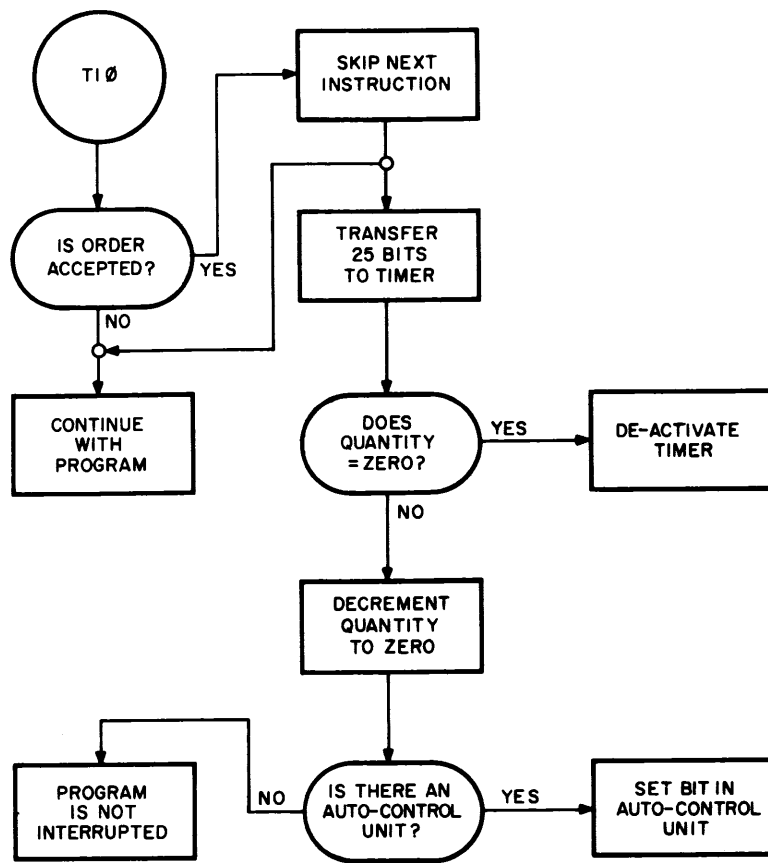 TIØ
SKIP NEXT
INSTRUCTION
IS ORDER
ACCEPTED?
YES
NO
TRANSFER
25 BITS
TO TIMER
CONTINUE
WITH
PROGRAM
DOES
QUANTITY
=ZERO?
YES
DE-ACTIVATE
TIMER
NO
DECREMENT
QUANTITY
TO ZERO
PROGRAM
IS NOT
INTERRUPTED
NO
IS THERE AN
AUTO-CONTROL
UNIT?
YES
SET BIT IN
AUTO-CONTROL
UNIT